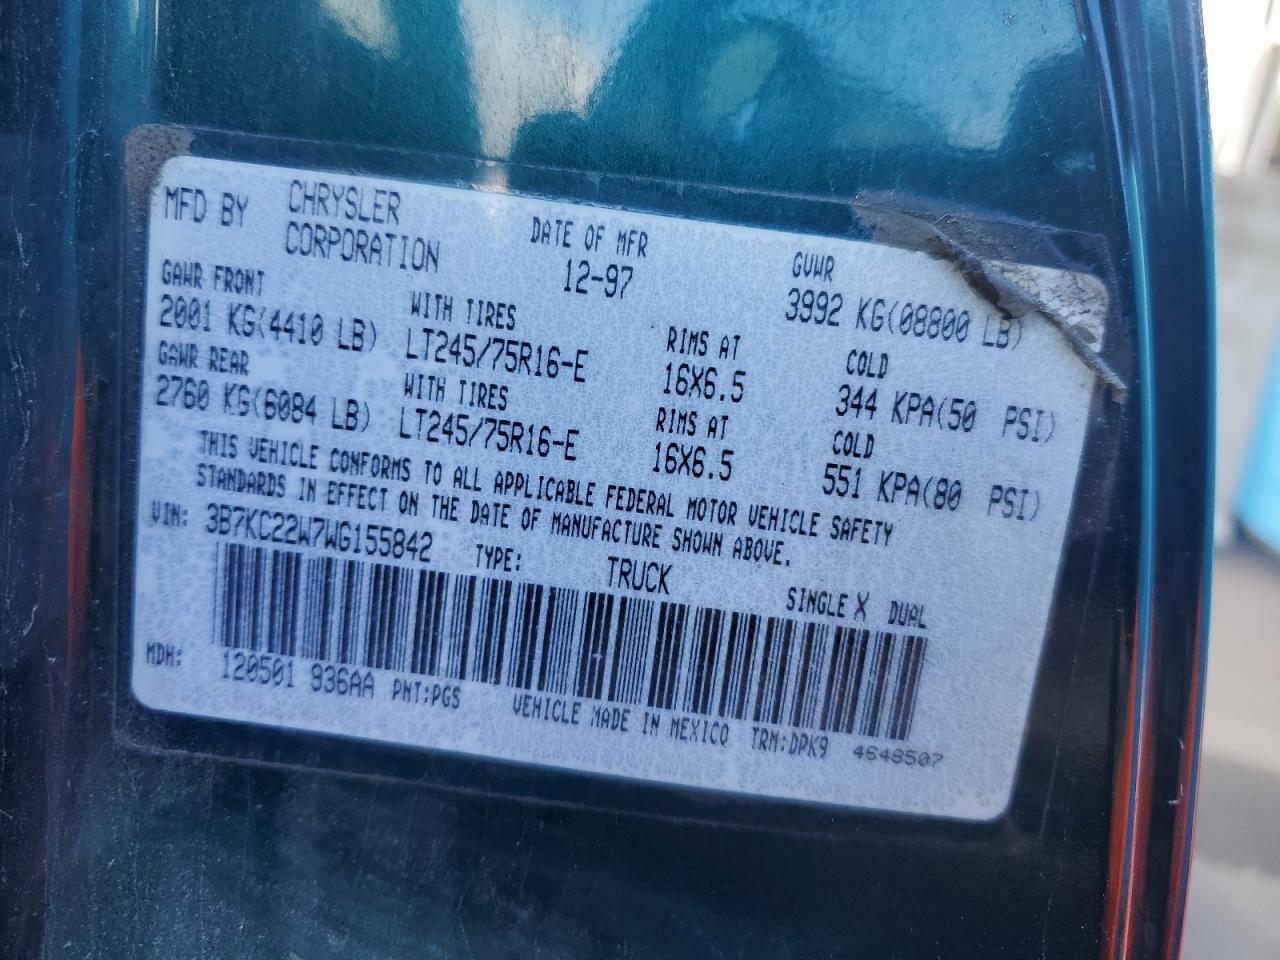 MFD BY CHRYSLER CORPORATION DATE OF MFR 12-97 GVWR 3992 KG(08800 LB)
GAWR FRONT WITH TIRES RIMS AT COLD
2001 KG(4410 LB) LT245/75R16-E 16X6.5 344 KPA(50 PSI)
GAWR REAR WITH TIRES RIMS AT COLD
2760 KG(6084 LB) LT245/75R16-E 16X6.5 551 KPA(80 PSI)
THIS VEHICLE CONFORMS TO ALL APPLICABLE FEDERAL MOTOR VEHICLE SAFETY
STANDARDS IN EFFECT ON THE DATE OF MANUFACTURE SHOWN ABOVE.
VIN: 3B7KC22W7WG155842 TYPE: TRUCK SINGLE X DUAL
MDH: 120501 936AA PNT:PGS VEHICLE MADE IN MEXICO TRM:DPK9 4648507